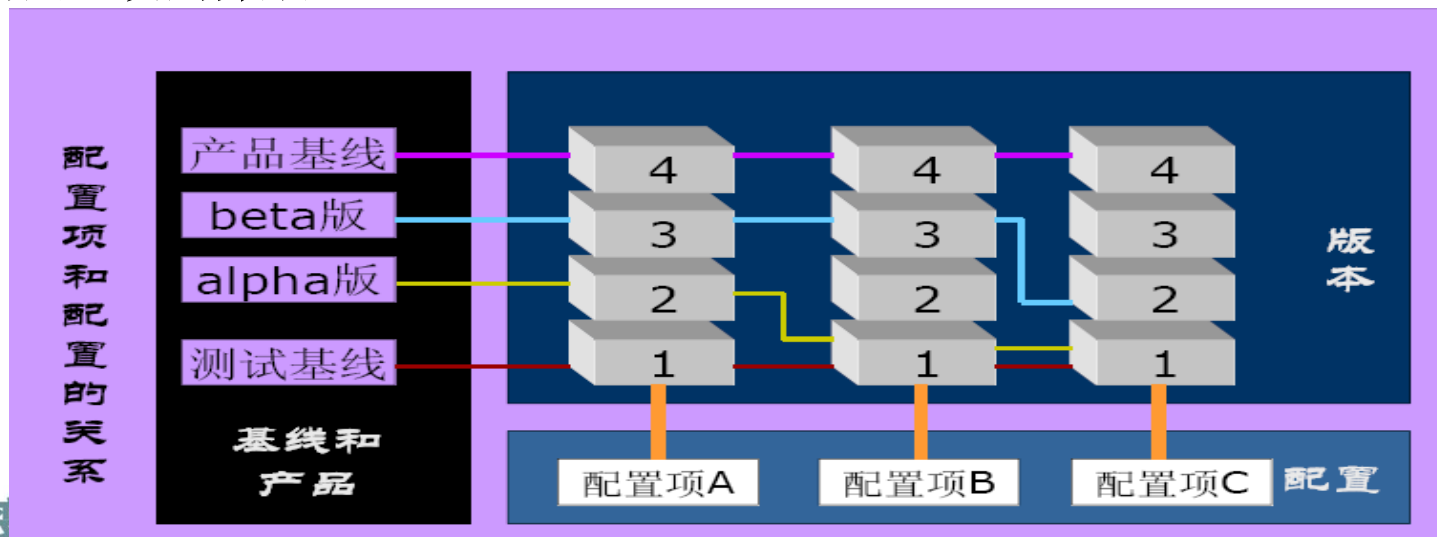 配置项和配置的关系
产品基线
beta版
alpha版
测试基线
基线和
产品
4 4 4
3 3 3
2 2 2
1 1 1
版本
配置项A 配置项B 配置项C
配置